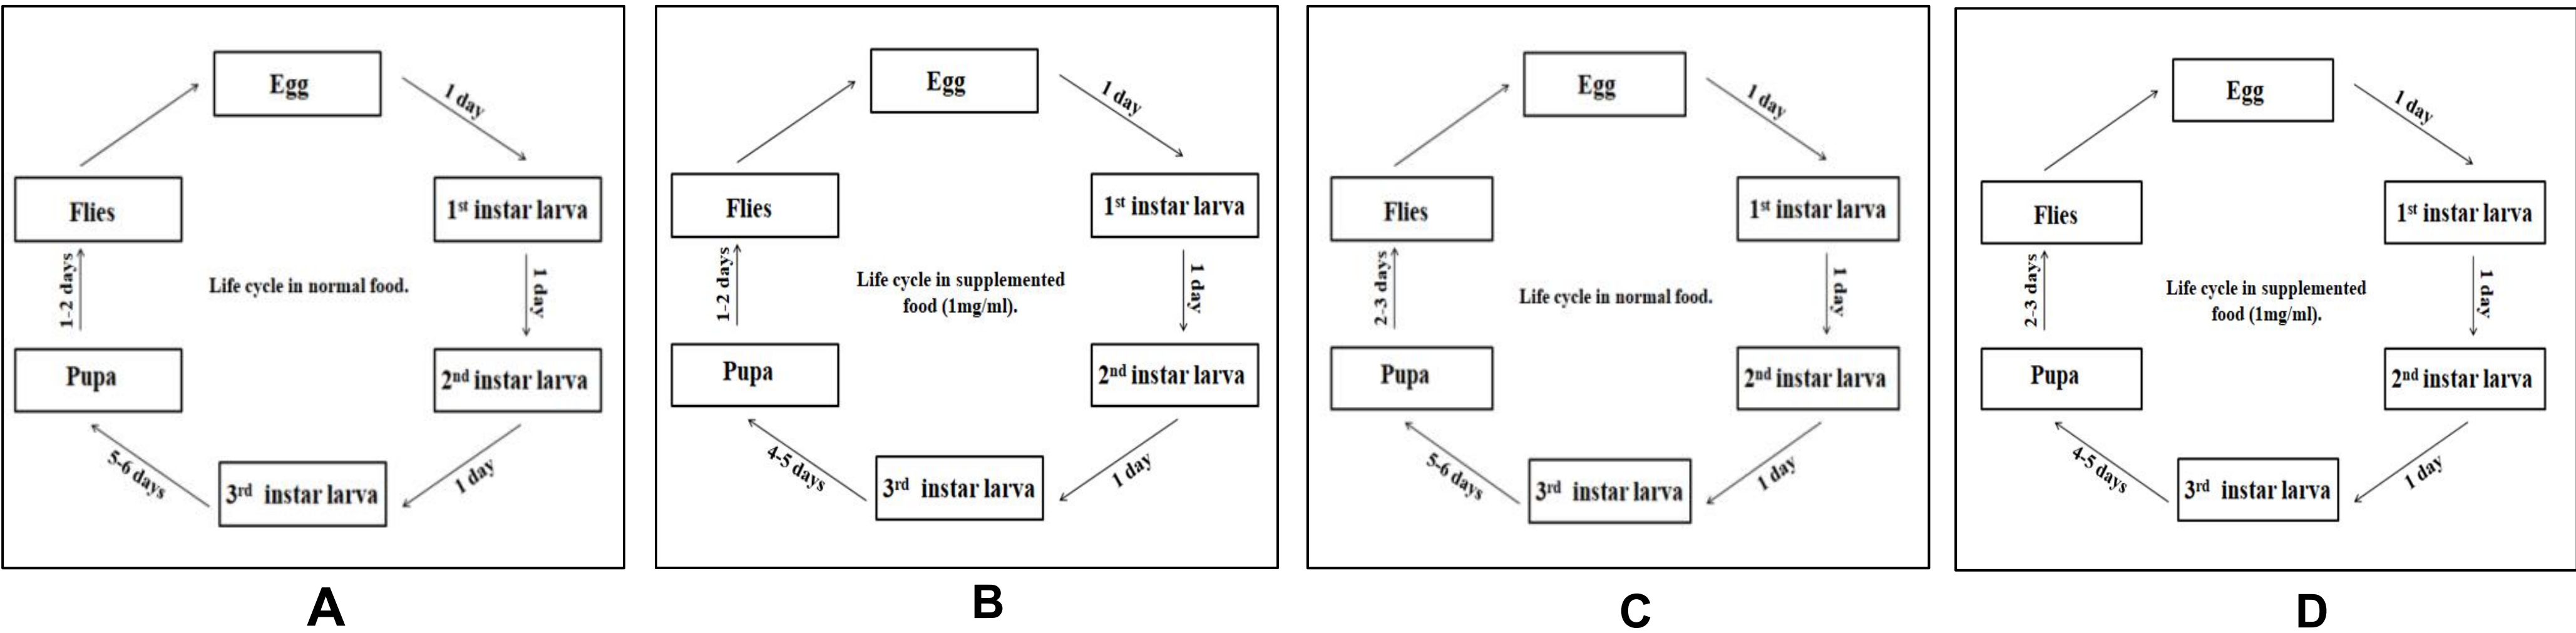 Egg
1 day
1st instar larva
1 day
2nd instar larva
1 day
3rd instar larva
5-6 days
Pupa
1-2 days
Flies
Life cycle in normal food.
A
Egg
1 day
1st instar larva
1 day
2nd instar larva
1 day
3rd instar larva
4-5 days
Pupa
1-2 days
Flies
Life cycle in supplemented
food (1mg/ml).
B
Egg
1 day
1st instar larva
1 day
2nd instar larva
1 day
3rd instar larva
5-6 days
Pupa
2-3 days
Flies
Life cycle in normal food.
C
Egg
1 day
1st instar larva
1 day
2nd instar larva
1 day
3rd instar larva
4-5 days
Pupa
2-3 days
Flies
Life cycle in supplemented
food (1mg/ml).
D